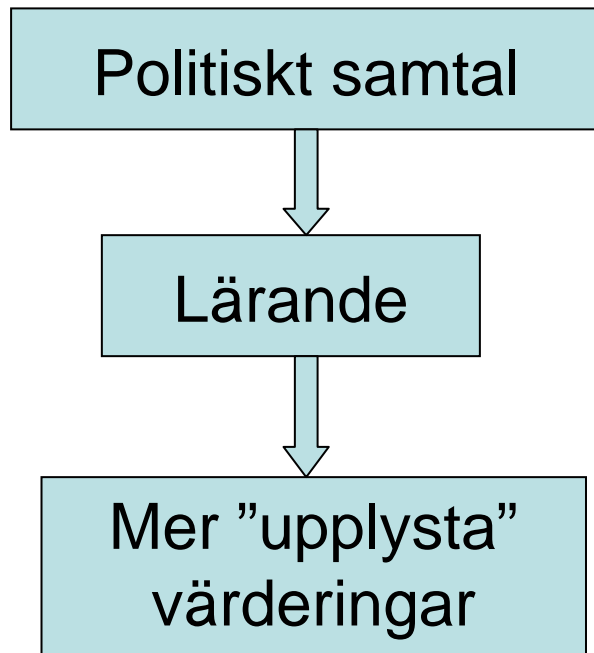 Politiskt samtal
Lärande
Mer ”upplysta”
värderingar